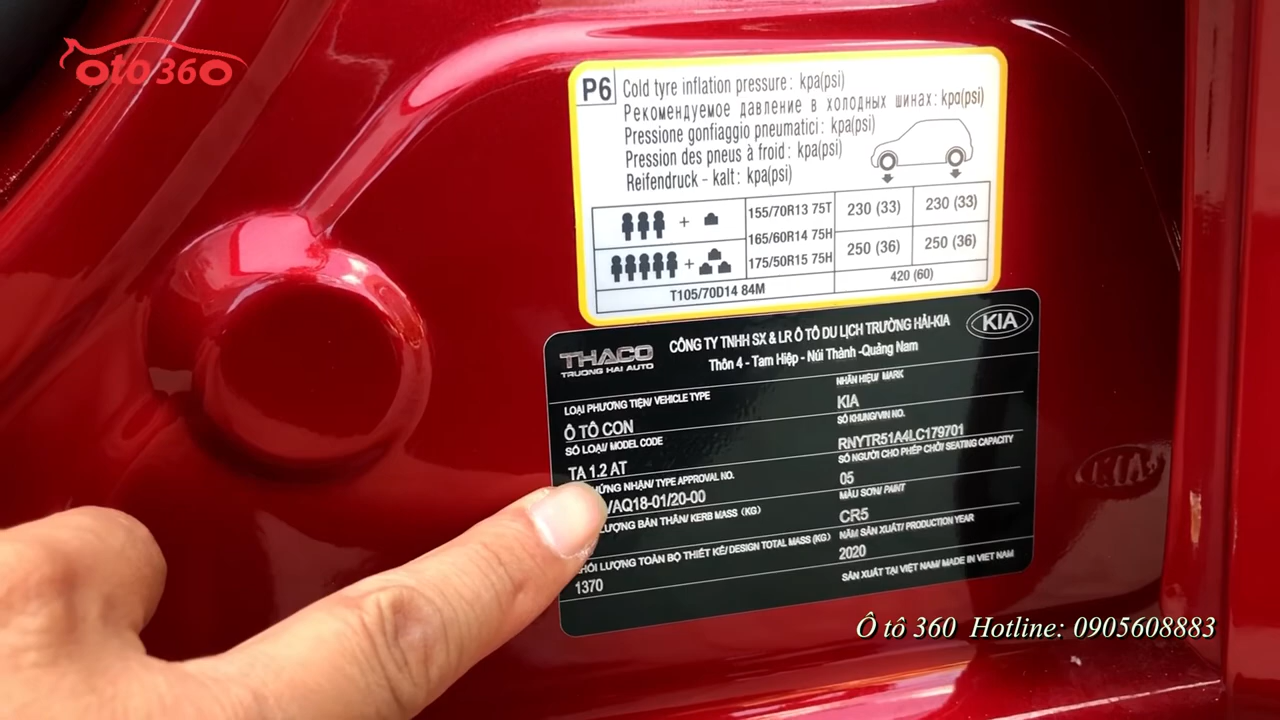 oto360
P6
Cold tyre inflation pressure : kpa(psi)
Рекомендуемое давление в холодных шинах: kpa(psi)
Pressione gonfiaggio pneumatici : kpa(psi)
Pression des pneus à froid : kpa(psi)
Reifendruck - kalt : kpa(psi)
+ 155/70R13 75T 230 (33) 230 (33)
165/60R14 75H
+ 175/50R15 75H 250 (36) 250 (36)
T105/70D14 84M 420 (60)
THACO
TRUONG HAI AUTO
CÔNG TY TNHH SX & LR Ô TÔ DU LỊCH TRƯỜNG HẢI-KIA
Thôn 4 - Tam Hiệp - Núi Thành -Quảng Nam
KIA
LOẠI PHƯƠNG TIỆN/ VEHICLE TYPE
Ô TÔ CON
NHÃN HIỆU/ MARK
KIA
SỐ LOẠI/ MODEL CODE
TA 1.2 AT
SỐ KHUNG/VIN NO.
RNYTR51A4LC179701
CHỨNG NHẬN/ TYPE APPROVAL NO.
/VAQ18-01/20-00
SỐ NGƯỜI CHO PHÉP CHỞ/ SEATING CAPACITY
05
LƯỢNG BẢN THÂN/ KERB MASS (KG)
MÀU SƠN/ PAINT
CR5
KHỐI LƯỢNG TOÀN BỘ THIẾT KẾ/ DESIGN TOTAL MASS (KG)
1370
NĂM SẢN XUẤT/ PRODUCTION YEAR
2020
SẢN XUẤT TẠI VIỆT NAM/ MADE IN VIET NAM
Ô tô 360 Hotline: 0905608883